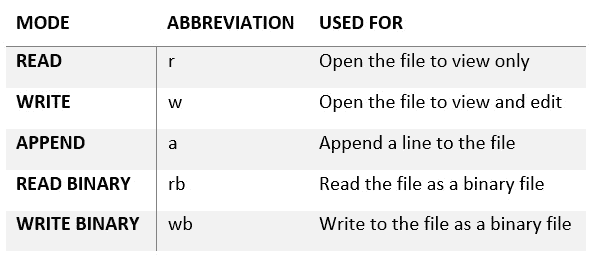 MODE ABBREVIATION USED FOR
READ r Open the file to view only
WRITE w Open the file to view and edit
APPEND a Append a line to the file
READ BINARY rb Read the file as a binary file
WRITE BINARY wb Write to the file as a binary file